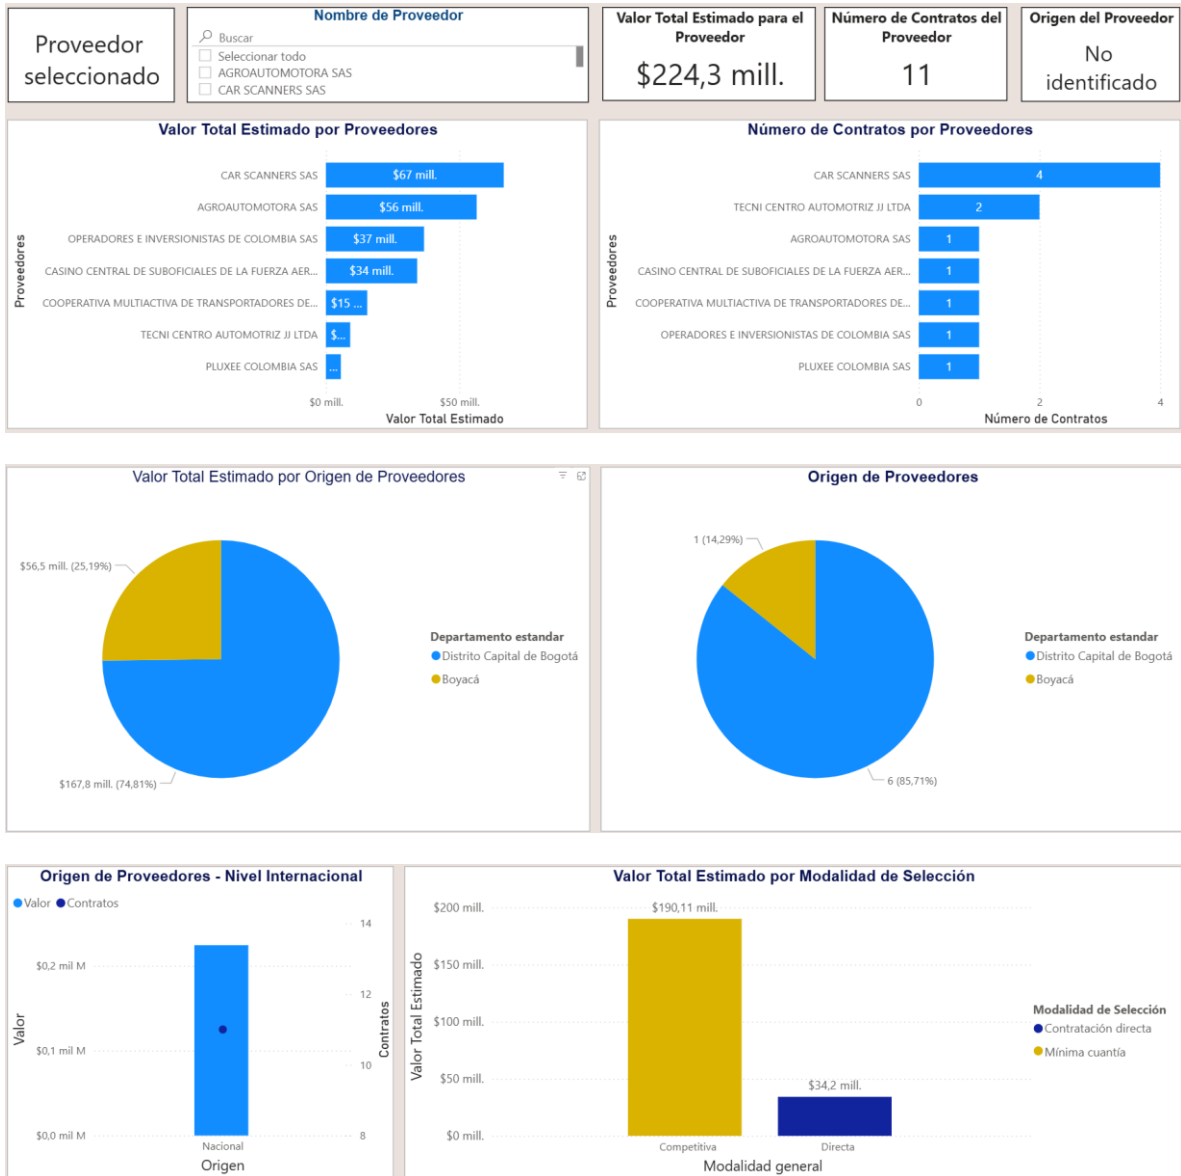 Proveedor
seleccionado
Nombre de Proveedor
Buscar
Seleccionar todo
AGROAUTOMOTORA SAS
CAR SCANNERS SAS
Valor Total Estimado para el
Proveedor
$224,3 mill.
Número de Contratos del
Proveedor
11
Origen del Proveedor
No
identificado
Valor Total Estimado por Proveedores
Proveedores
CAR SCANNERS SAS
$67 mill.
AGROAUTOMOTORA SAS
$56 mill.
OPERADORES E INVERSIONISTAS DE COLOMBIA SAS
$37 mill.
CASINO CENTRAL DE SUBOFICIALES DE LA FUERZA AER...
$34 mill.
COOPERATIVA MULTIACTIVA DE TRANSPORTADORES DE...
$15 ...
TECNI CENTRO AUTOMOTRIZ JJ LTDA
$...
PLUXEE COLOMBIA SAS
...
$0 mill.
$50 mill.
Valor Total Estimado
Número de Contratos por Proveedores
Proveedores
CAR SCANNERS SAS
4
TECNI CENTRO AUTOMOTRIZ JJ LTDA
2
AGROAUTOMOTORA SAS
1
CASINO CENTRAL DE SUBOFICIALES DE LA FUERZA AER...
1
COOPERATIVA MULTIACTIVA DE TRANSPORTADORES DE...
1
OPERADORES E INVERSIONISTAS DE COLOMBIA SAS
1
PLUXEE COLOMBIA SAS
1
0
2
4
Número de Contratos
Valor Total Estimado por Origen de Proveedores
$56,5 mill. (25,19%)
$167,8 mill. (74,81%)
Departamento estandar
Distrito Capital de Bogotá
Boyacá
Origen de Proveedores
1 (14,29%)
6 (85,71%)
Departamento estandar
Distrito Capital de Bogotá
Boyacá
Origen de Proveedores - Nivel Internacional
Valor
Contratos
Valor
$0,2 mil M
$0,1 mil M
$0,0 mil M
14
12
10
8
Contratos
Nacional
Origen
Valor Total Estimado por Modalidad de Selección
Valor Total Estimado
$200 mill.
$150 mill.
$100 mill.
$50 mill.
$0 mill.
$190,11 mill.
$34,2 mill.
Competitiva
Directa
Modalidad general
Modalidad de Selección
Contratación directa
Mínima cuantía